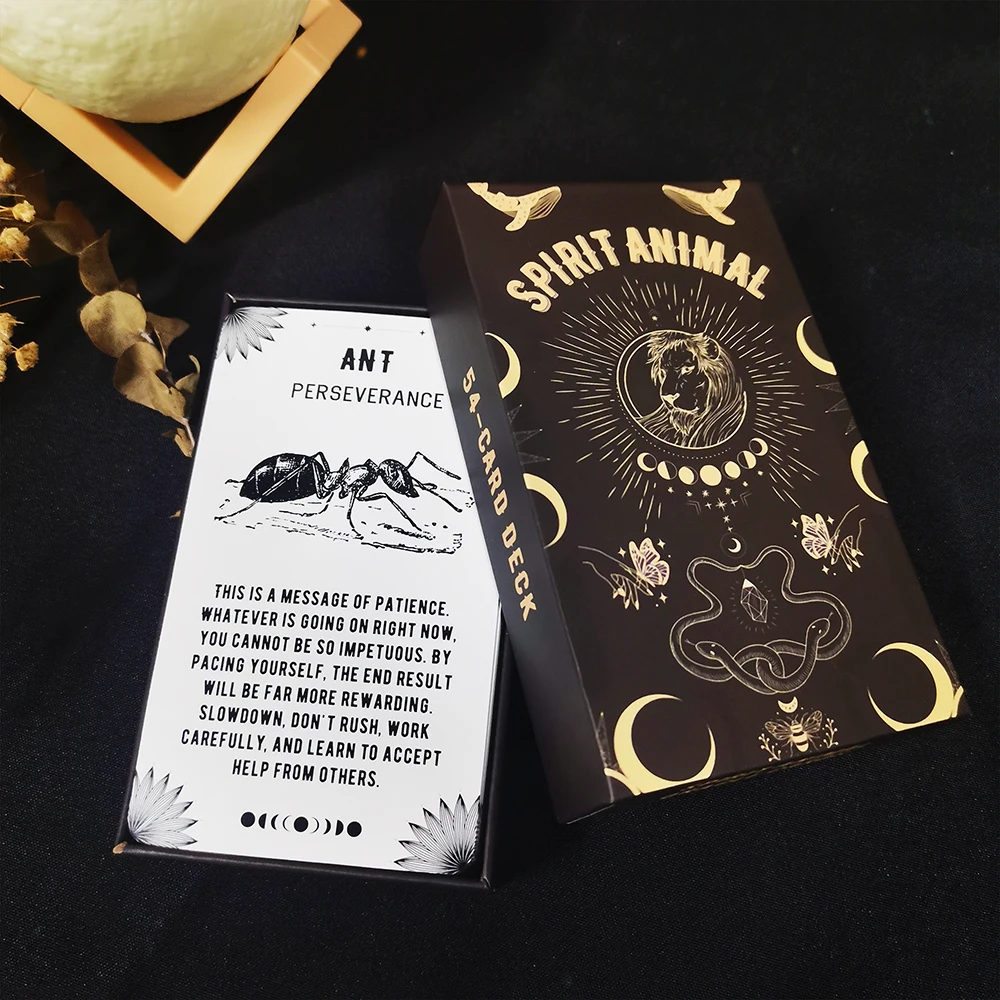 SPIRIT ANIMAL
54-CARD DECK
ANT
PERSEVERANCE
THIS IS A MESSAGE OF PATIENCE.
WHATEVER IS GOING ON RIGHT NOW,
YOU CANNOT BE SO IMPETUOUS. BY
PACING YOURSELF, THE END RESULT
WILL BE FAR MORE REWARDING.
SLOWDOWN, DON'T RUSH, WORK
CAREFULLY, AND LEARN TO ACCEPT
HELP FROM OTHERS.